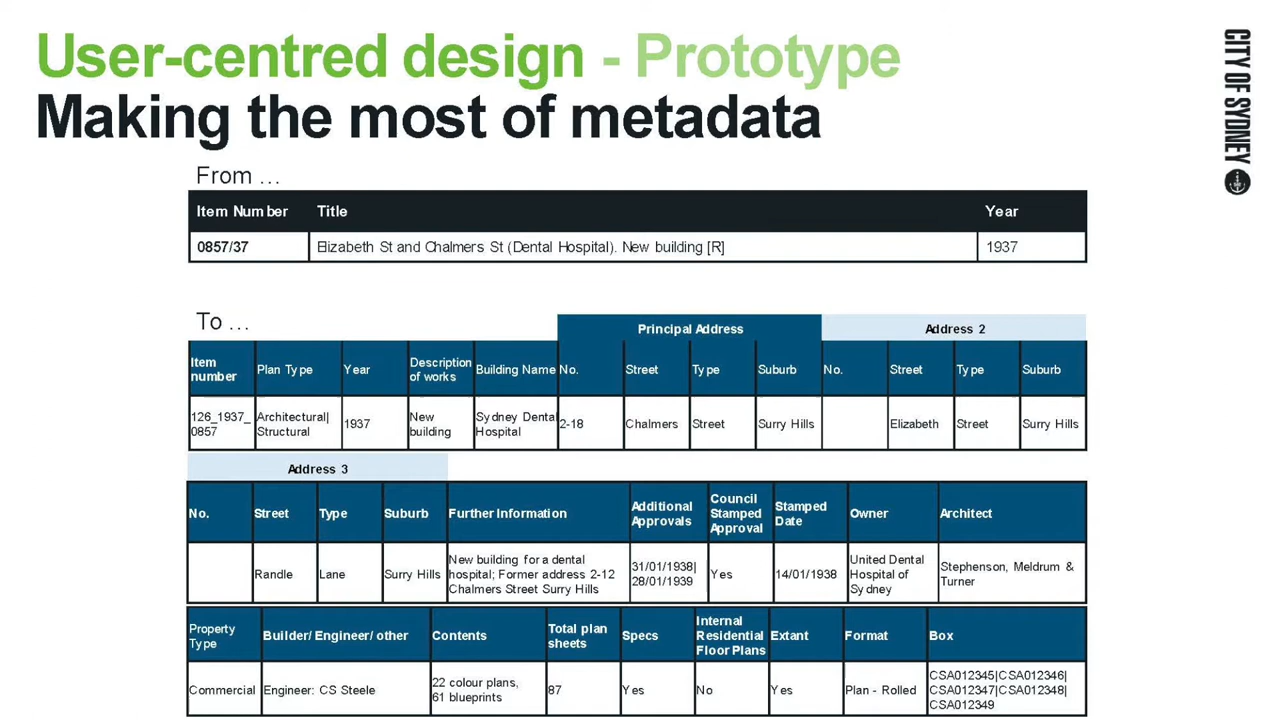 User-centred design - Prototype
Making the most of metadata
CITY OF SYDNEY
From ...
Item Number Title Year
0857/37 Elizabeth St and Chalmers St (Dental Hospital). New building [R] 1937
To ...
Principal Address Address 2
Item number Plan Type Year Description of works Building Name No. Street Type Suburb No. Street Type Suburb
126_1937_0857 Architectural|Structural 1937 New building Sydney Dental Hospital 2-18 Chalmers Street Surry Hills Elizabeth Street Surry Hills
Address 3
No. Street Type Suburb Further Information Additional Approvals Council Stamped Approval Stamped Date Owner Architect
Randle Lane Surry Hills New building for a dental hospital; Former address 2-12 Chalmers Street Surry Hills 31/01/1938|28/01/1939 Yes 14/01/1938 United Dental Hospital of Sydney Stephenson, Meldrum & Turner
Property Type Builder/ Engineer/ other Contents Total plan sheets Specs Internal Residential Floor Plans Extant Format Box
Commercial Engineer: CS Steele 22 colour plans, 61 blueprints 87 Yes No Yes Plan - Rolled CSA012345|CSA012346|CSA012347|CSA012348|CSA012349